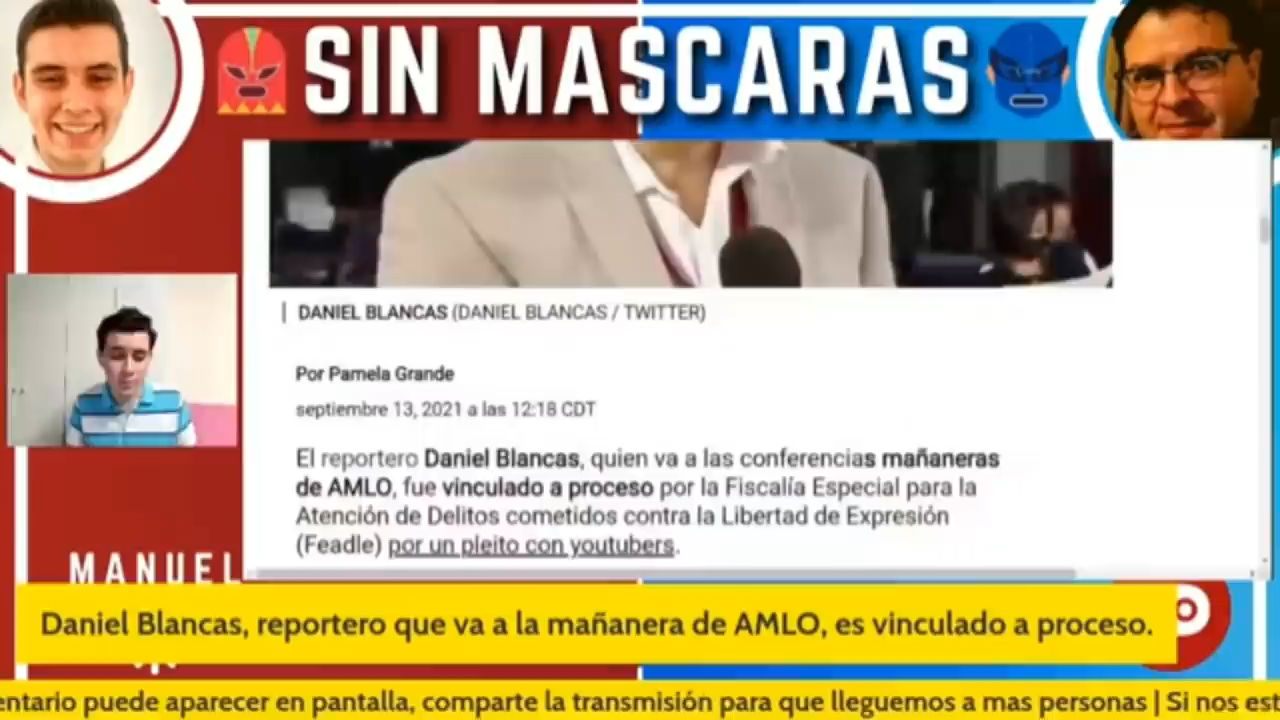 SIN MASCARAS
DANIEL BLANCAS (DANIEL BLANCAS / TWITTER)
Por Pamela Grande
septiembre 13, 2021 a las 12:18 CDT
El reportero Daniel Blancas, quien va a las conferencias mañaneras
de AMLO, fue vinculado a proceso por la Fiscalía Especial para la
Atención de Delitos cometidos contra la Libertad de Expresión
(Feadle) por un pleito con youtubers.
MANUEL
Daniel Blancas, reportero que va a la mañanera de AMLO, es vinculado a proceso.
entario puede aparecer en pantalla, comparte la transmisión para que lleguemos a mas personas | Si nos est